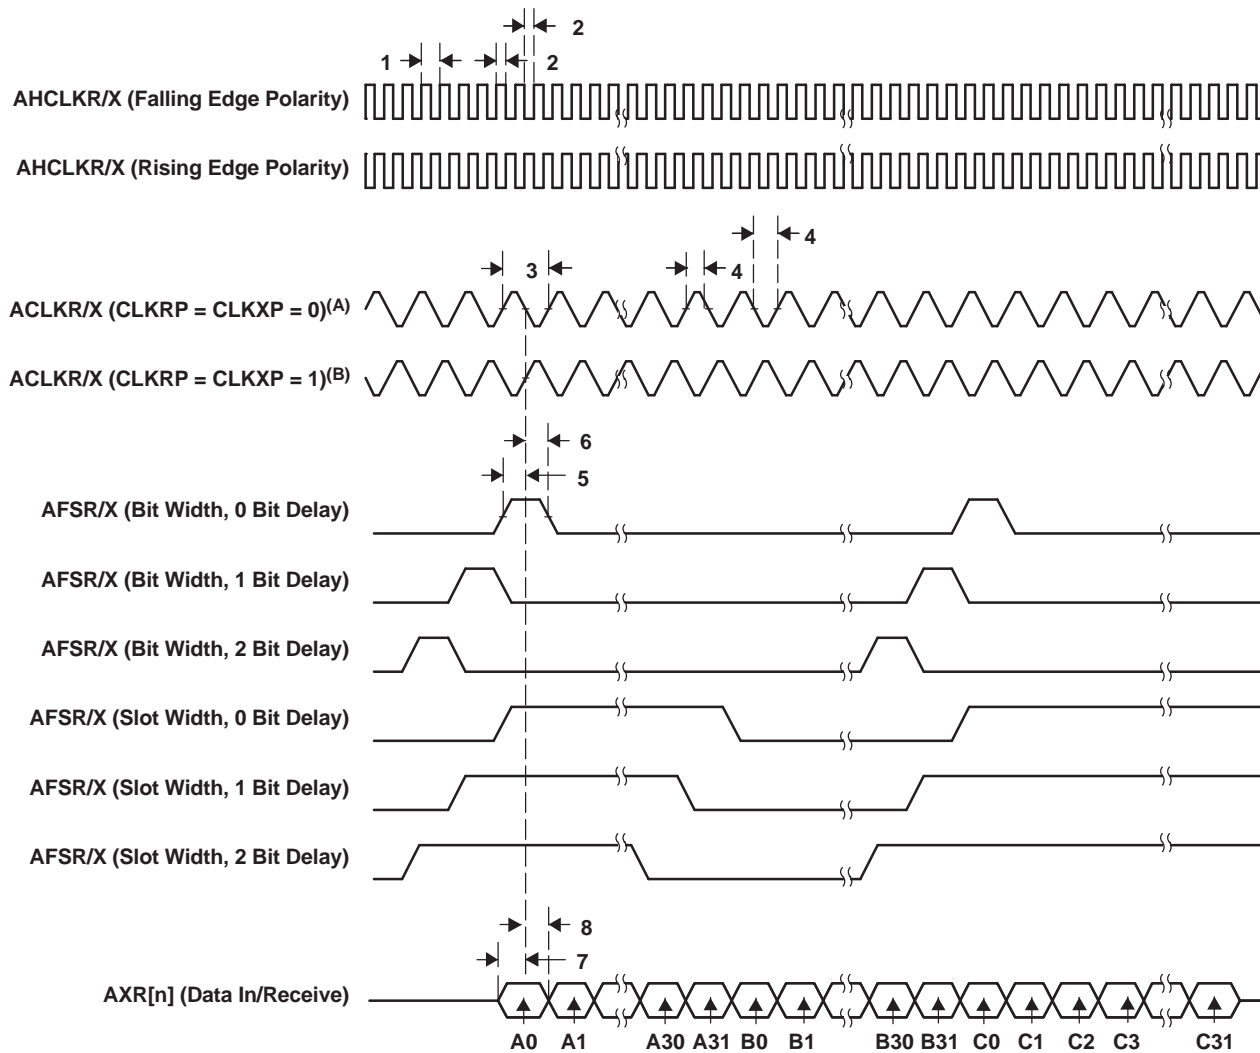 2
1 2
AHCLKR/X (Falling Edge Polarity)
AHCLKR/X (Rising Edge Polarity)
4
3 4
ACLKR/X (CLKRP = CLKXP = 0)(A)
ACLKR/X (CLKRP = CLKXP = 1)(B)
6
5
AFSR/X (Bit Width, 0 Bit Delay)
AFSR/X (Bit Width, 1 Bit Delay)
AFSR/X (Bit Width, 2 Bit Delay)
AFSR/X (Slot Width, 0 Bit Delay)
AFSR/X (Slot Width, 1 Bit Delay)
AFSR/X (Slot Width, 2 Bit Delay)
8
7
AXR[n] (Data In/Receive)
A0 A1 A30 A31 B0 B1 B30 B31 C0 C1 C2 C3 C31